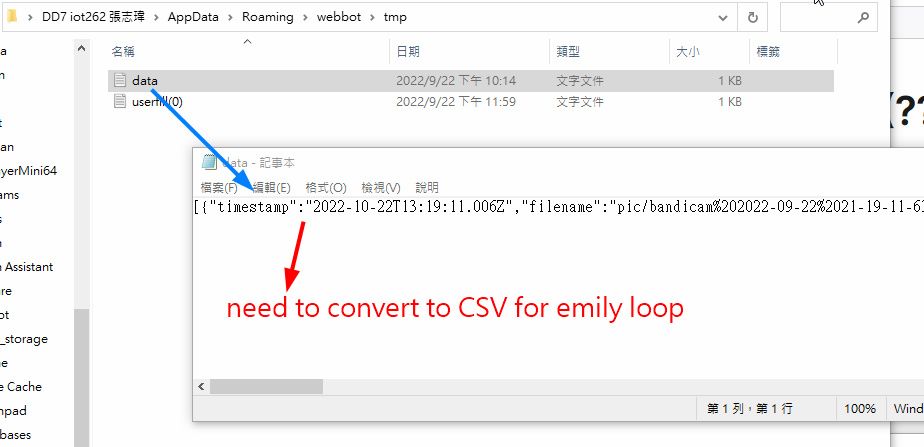 DD7 iot262 張志瑋 › AppData › Roaming › webbot › tmp
名稱 日期 類型 大小 標籤
data 2022/9/22 下午 10:14 文字文件 1 KB
userfill(0) 2022/9/22 下午 11:59 文字文件 1 KB
an
ayerMini64
ams
n Assistant
ure
ot
_storage
e Cache
npad
bases
data - 記事本
檔案(F) 編輯(E) 格式(O) 檢視(V) 說明
[{"timestamp":"2022-10-22T13:19:11.006Z","filename":"pic/bandicam%202022-09-22%2021-19-11-6
need to convert to CSV for emily loop
第 1 列，第 1 行 100% Wind
(??